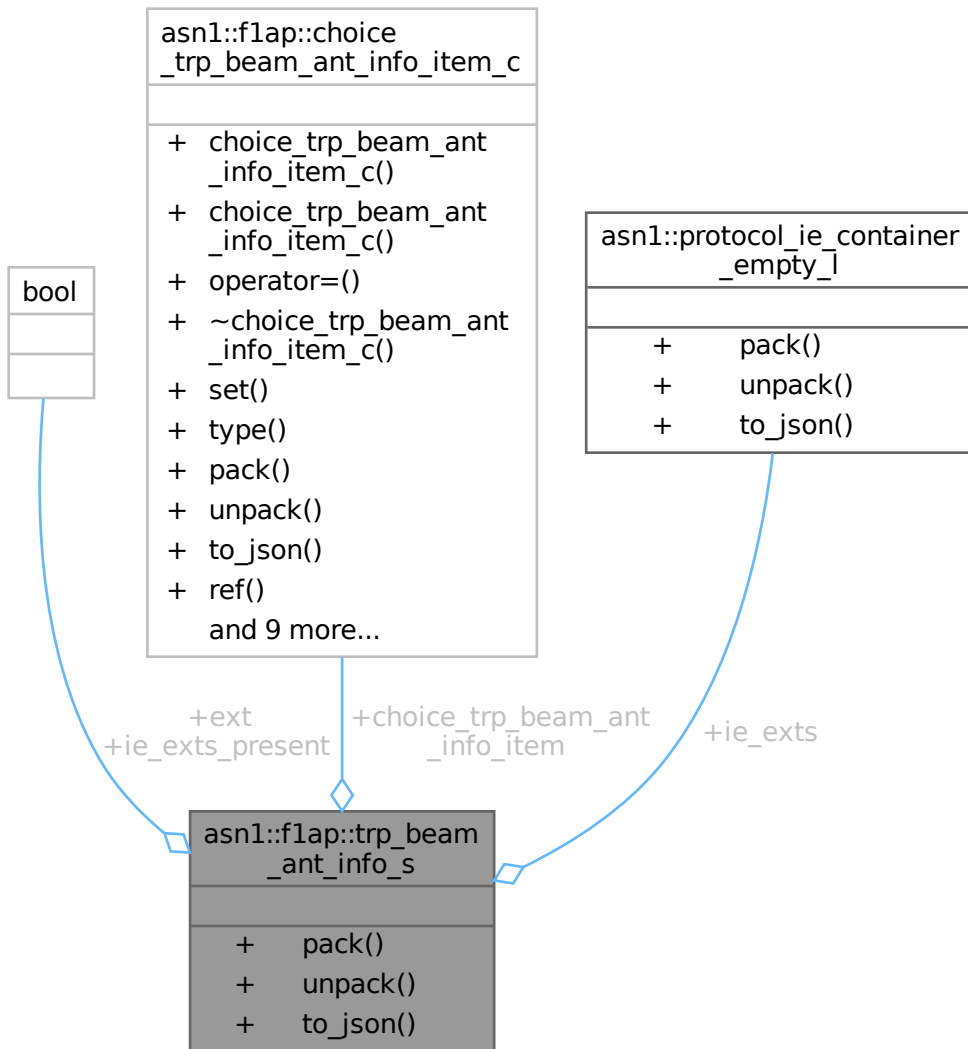 asn1::f1ap::choice
_trp_beam_ant_info_item_c
+ choice_trp_beam_ant
_info_item_c()
+ choice_trp_beam_ant
_info_item_c()
+ operator=()
+ ~choice_trp_beam_ant
_info_item_c()
+ set()
+ type()
+ pack()
+ unpack()
+ to_json()
+ ref()
and 9 more...
bool
asn1::protocol_ie_container
_empty_l
+ pack()
+ unpack()
+ to_json()
+ext
+ie_exts_present
+choice_trp_beam_ant
_info_item
+ie_exts
asn1::f1ap::trp_beam
_ant_info_s
+ pack()
+ unpack()
+ to_json()